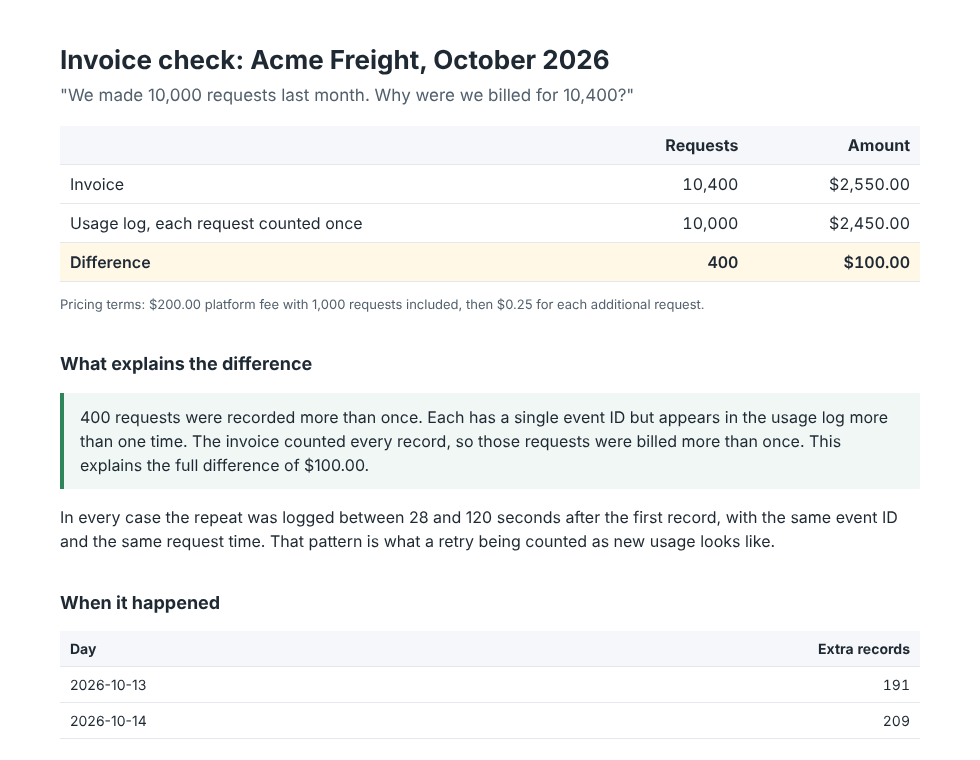 Invoice check: Acme Freight, October 2026
"We made 10,000 requests last month. Why were we billed for 10,400?"
Requests Amount
Invoice 10,400 $2,550.00
Usage log, each request counted once 10,000 $2,450.00
Difference 400 $100.00
Pricing terms: $200.00 platform fee with 1,000 requests included, then $0.25 for each additional request.
What explains the difference
400 requests were recorded more than once. Each has a single event ID but appears in the usage log more
than one time. The invoice counted every record, so those requests were billed more than once. This
explains the full difference of $100.00.
In every case the repeat was logged between 28 and 120 seconds after the first record, with the same event ID
and the same request time. That pattern is what a retry being counted as new usage looks like.
When it happened
Day Extra records
2026-10-13 191
2026-10-14 209